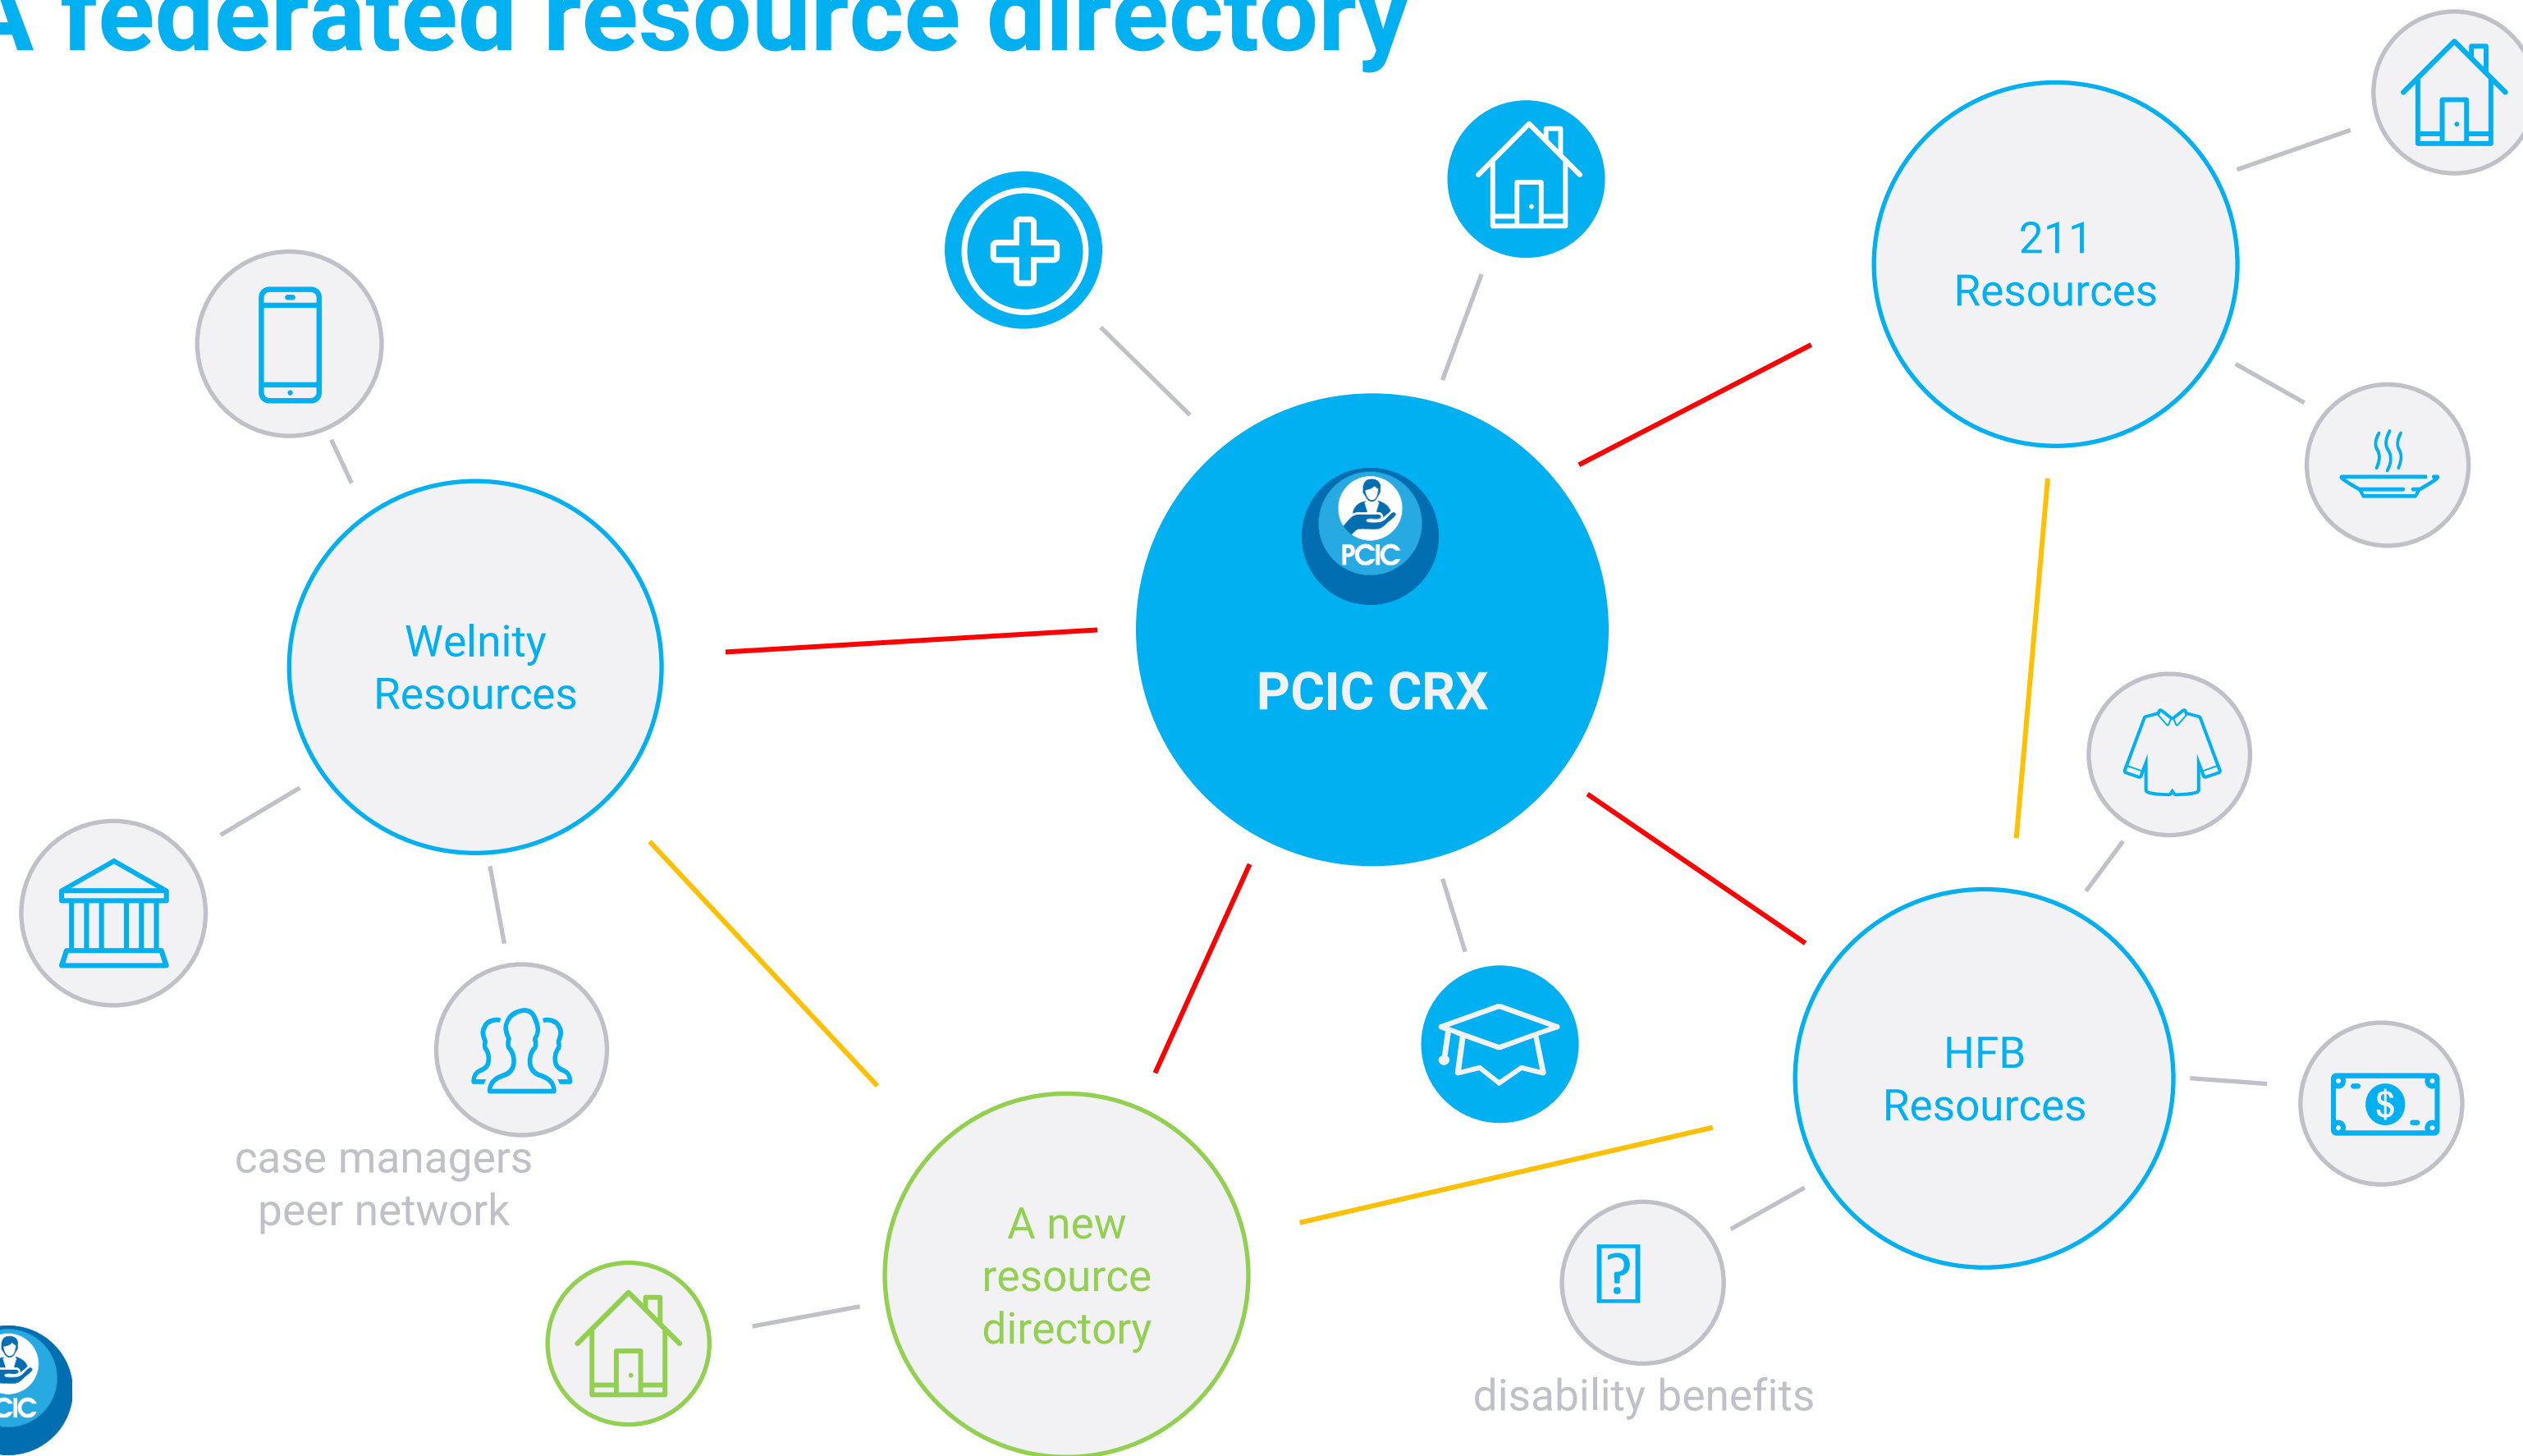 A federated resource directory
211
Resources
PCIC
PCIC CRX
Welnity
Resources
HFB
Resources
$
case managers
peer network
A new
resource
directory
?
disability benefits
CIC